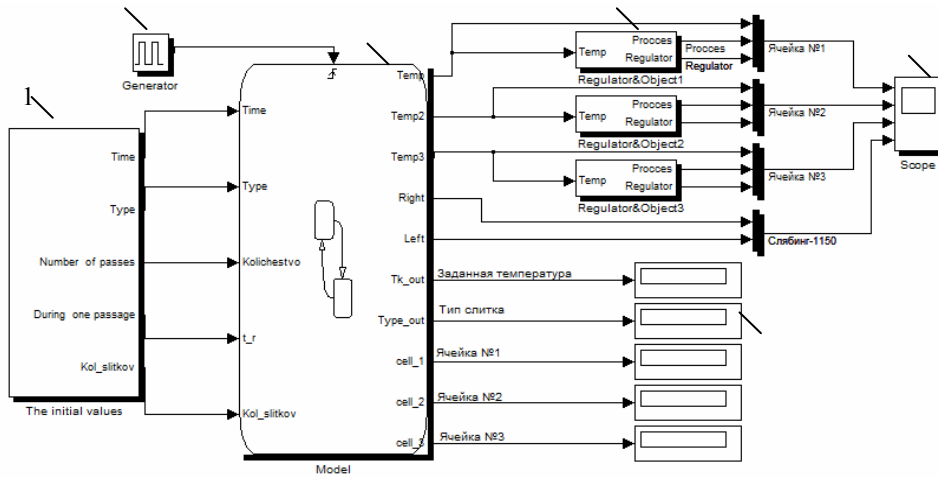 Generator
1
Time
Type
Number of passes
During one passage
Kol_slitkov
The initial values
Time
Type
Kolichestvo
t_r
Kol_slitkov
Temp
Temp2
Temp3
Right
Left
Tk_out
Type_out
cell_1
cell_2
cell_3
Model
Temp
Procces
Regulator
Regulator&Object1
Procces
Regulator
Temp
Procces
Regulator
Regulator&Object2
Temp
Procces
Regulator
Regulator&Object3
Ячейка №1
Ячейка №2
Ячейка №3
Слябинг-1150
Scope
Заданная температура
Тип слитка
Ячейка №1
Ячейка №2
Ячейка №3